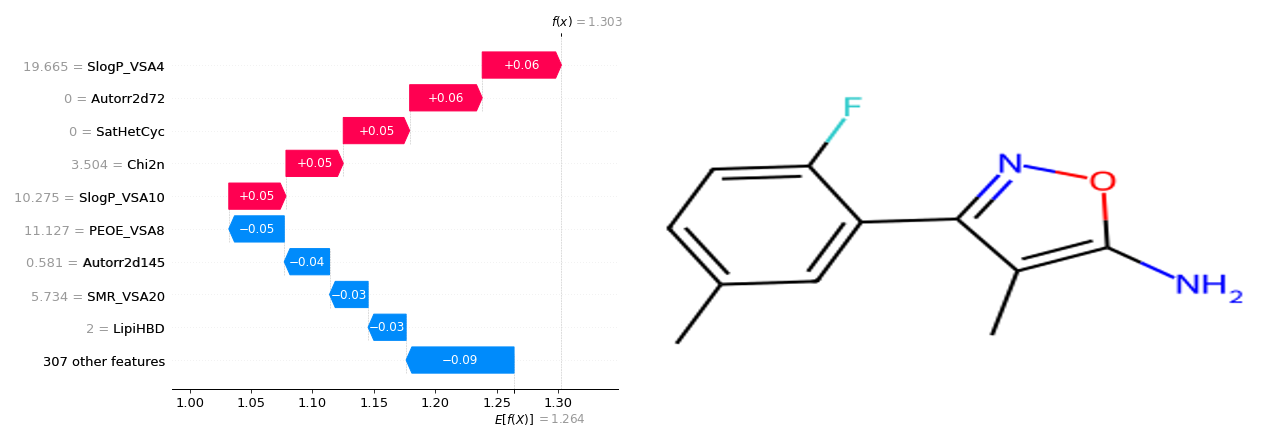 f(x) = 1.303
19.665 = SlogP_VSA4 +0.06
0 = Autorr2d72 +0.06
0 = SatHetCyc +0.05
3.504 = Chi2n +0.05
10.275 = SlogP_VSA10 +0.05
11.127 = PEOE_VSA8 −0.05
0.581 = Autorr2d145 −0.04
5.734 = SMR_VSA20 −0.03
2 = LipiHBD −0.03
307 other features −0.09
1.00 1.05 1.10 1.15 1.20 1.25 1.30
E[f(X)] = 1.264
F
N
O
NH2